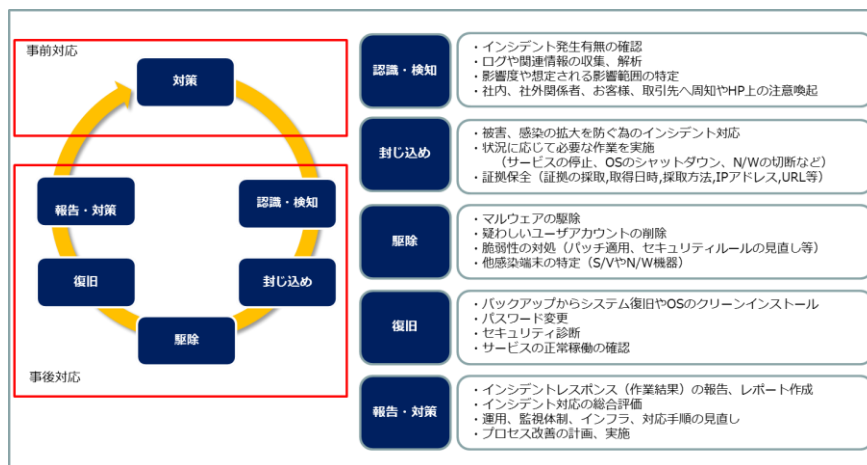 事前対応
対策
報告・対策
認識・検知
復旧
封じ込め
駆除
事後対応
認識・検知
・インシデント発生有無の確認
・ログや関連情報の収集、解析
・影響度や想定される影響範囲の特定
・社内、社外関係者、お客様、取引先へ周知やHP上の注意喚起
封じ込め
・被害、感染の拡大を防ぐ為のインシデント対応
・状況に応じて必要な作業を実施
（サービスの停止、OSのシャットダウン、N/Wの切断など）
・証拠保全（証拠の採取,取得日時,採取方法,IPアドレス,URL等）
駆除
・マルウェアの駆除
・疑わしいユーザアカウントの削除
・脆弱性の対処（パッチ適用、セキュリティルールの見直し等）
・他感染端末の特定（S/VやN/W機器）
復旧
・バックアップからシステム復旧やOSのクリーンインストール
・パスワード変更
・セキュリティ診断
・サービスの正常稼働の確認
報告・対策
・インシデントレスポンス（作業結果）の報告、レポート作成
・インシデント対応の総合評価
・運用、監視体制、インフラ、対応手順の見直し
・プロセス改善の計画、実施